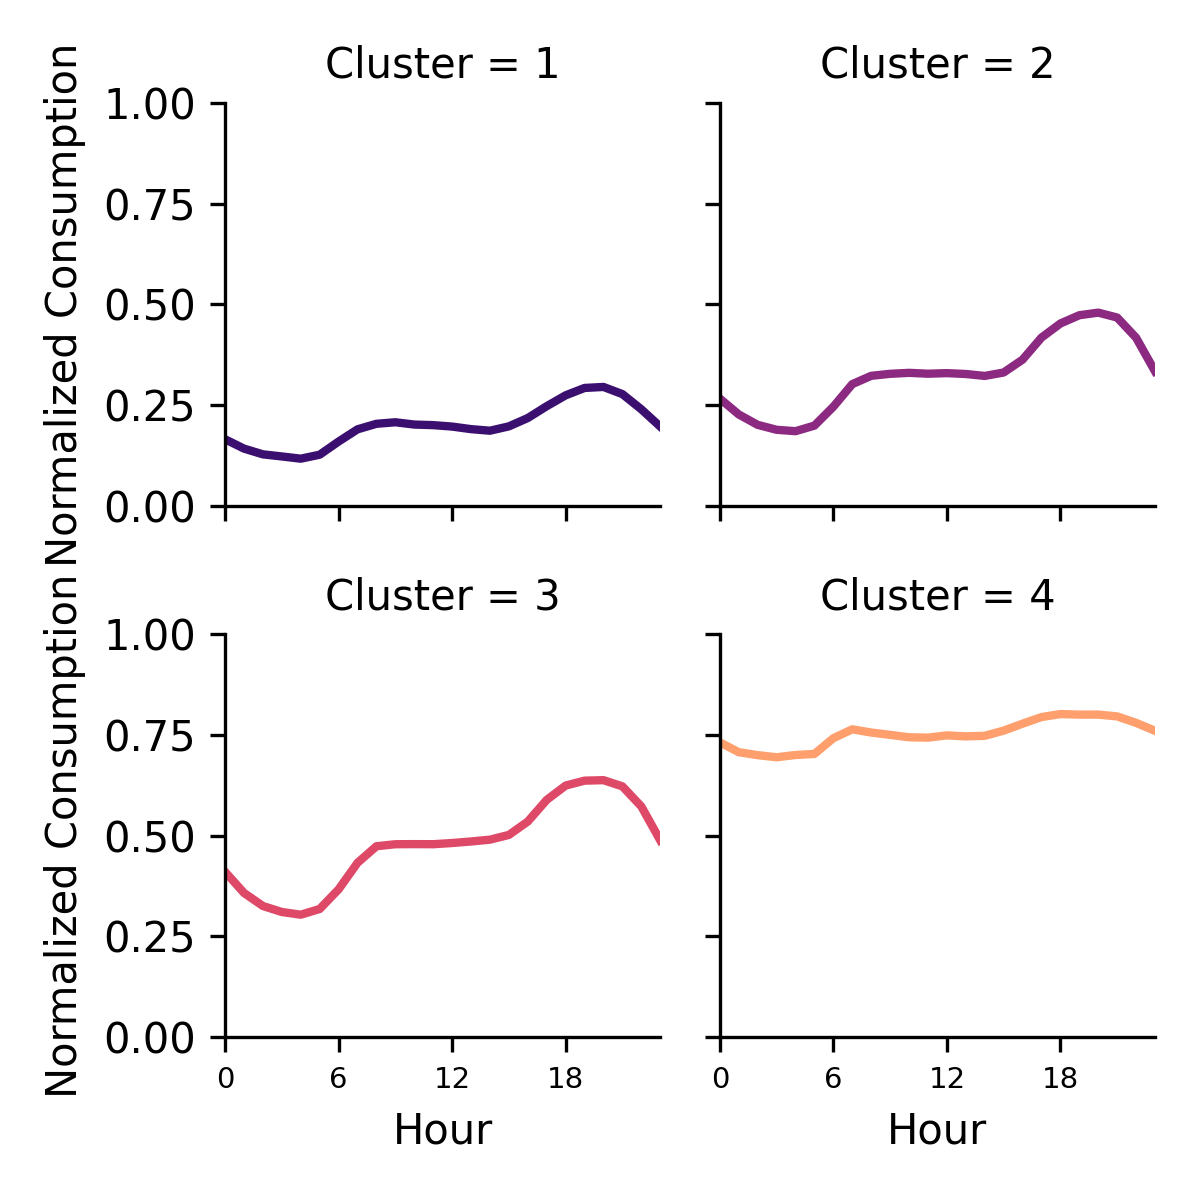 Cluster = 1
Cluster = 2
Normalized Consumption
1.00
0.75
0.50
0.25
0.00
Cluster = 3
Cluster = 4
Normalized Consumption
1.00
0.75
0.50
0.25
0.00
0 6 12 18
0 6 12 18
Hour
Hour